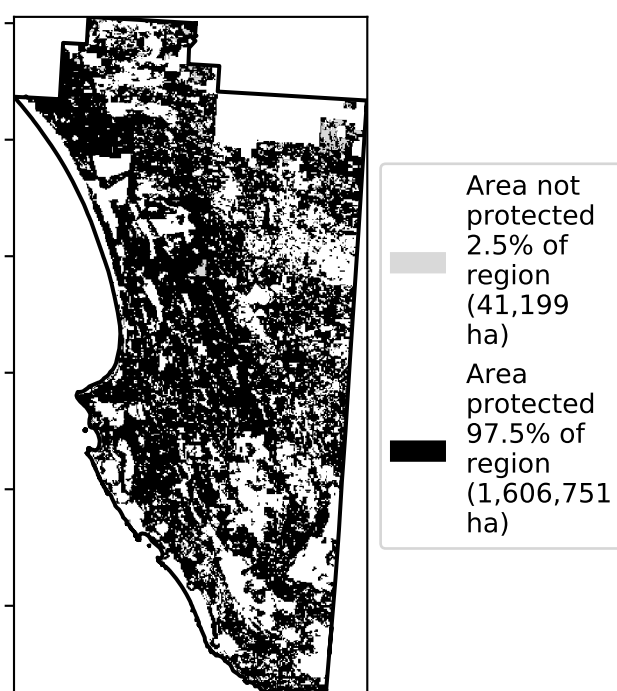 Area not
protected
2.5% of
region
(41,199
ha)
Area
protected
97.5% of
region
(1,606,751
ha)